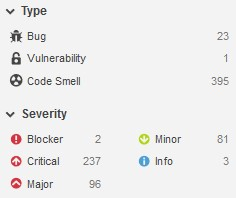 Type
Bug 23
Vulnerability 1
Code Smell 395
Severity
Blocker 2 Minor 81
Critical 237 Info 3
Major 96